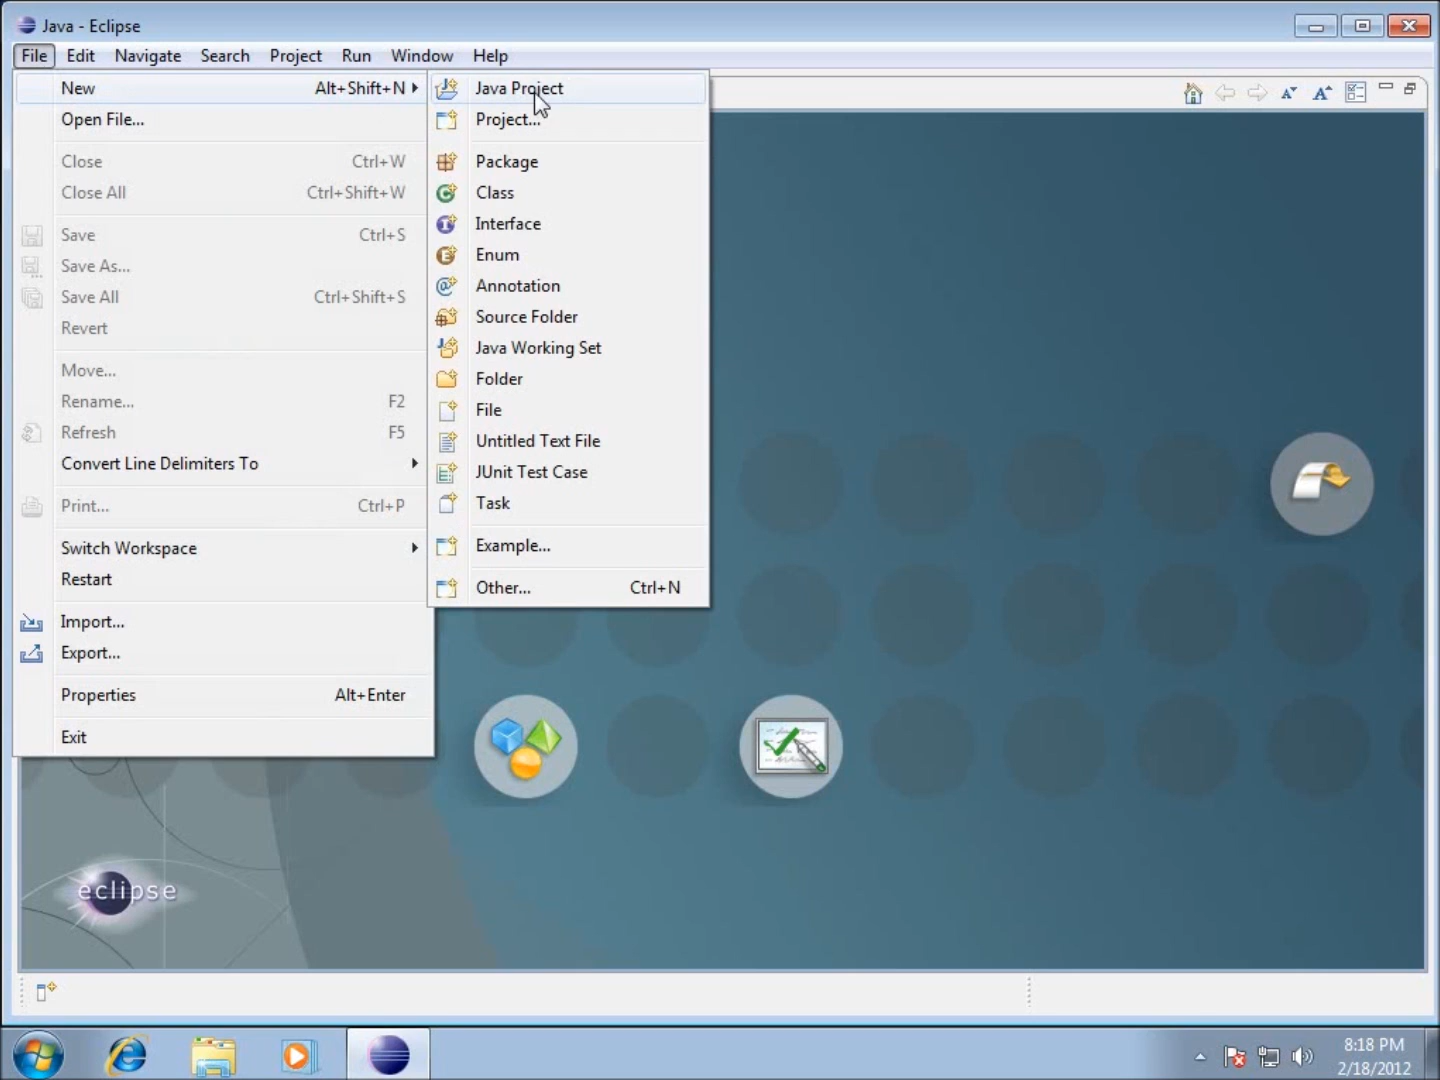 Java - Eclipse
File Edit Navigate Search Project Run Window Help
New Alt+Shift+N
Open File...
Close Ctrl+W
Close All Ctrl+Shift+W
Save Ctrl+S
Save As...
Save All Ctrl+Shift+S
Revert
Move...
Rename... F2
Refresh F5
Convert Line Delimiters To
Print... Ctrl+P
Switch Workspace
Restart
Import...
Export...
Properties Alt+Enter
Exit
Java Project
Project...
Package
Class
Interface
Enum
Annotation
Source Folder
Java Working Set
Folder
File
Untitled Text File
JUnit Test Case
Task
Example...
Other... Ctrl+N
eclipse
8:18 PM
2/18/2012